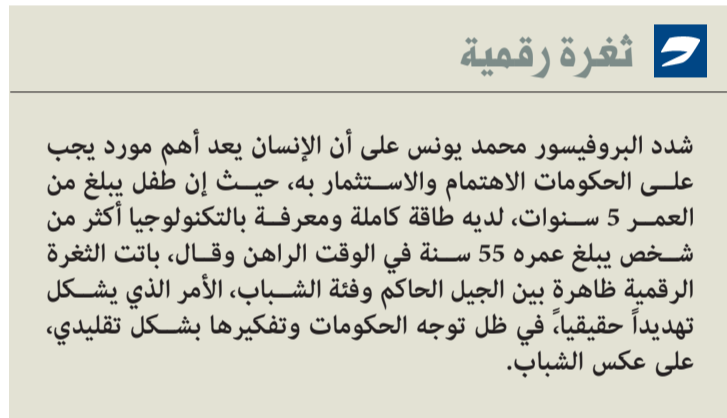 ثغرة رقمية
شدد البروفيسور محمد يونس على أن الإنسان يعد أهم مورد يجب
على الحكومات الاهتمام والاستثمار به، حيث إن طفل يبلغ من
العمر 5 سنوات، لديه طاقة كاملة ومعرفة بالتكنولوجيا أكثر من
شخص يبلغ عمره 55 سنة في الوقت الراهن وقال، باتت الثغرة
الرقمية ظاهرة بين الجيل الحاكم وفئة الشباب، الأمر الذي يشكل
تهديداً حقيقياً، في ظل توجه الحكومات وتفكيرها بشكل تقليدي،
على عكس الشباب.